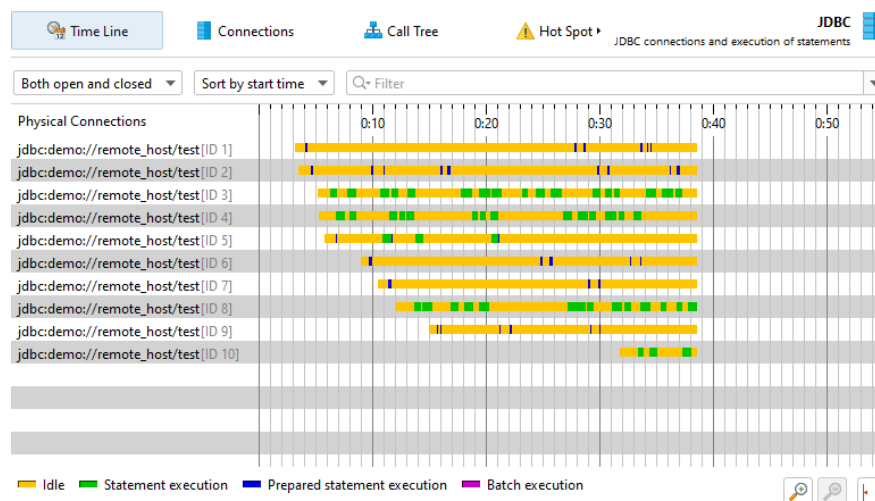 Time Line Connections Call Tree Hot Spot JDBC
JDBC connections and execution of statements
Both open and closed Sort by start time Filter
Physical Connections 0:10 0:20 0:30 0:40 0:50
jdbc:demo://remote_host/test[ID 1]
jdbc:demo://remote_host/test[ID 2]
jdbc:demo://remote_host/test[ID 3]
jdbc:demo://remote_host/test[ID 4]
jdbc:demo://remote_host/test[ID 5]
jdbc:demo://remote_host/test[ID 6]
jdbc:demo://remote_host/test[ID 7]
jdbc:demo://remote_host/test[ID 8]
jdbc:demo://remote_host/test[ID 9]
jdbc:demo://remote_host/test[ID 10]
Idle Statement execution Prepared statement execution Batch execution